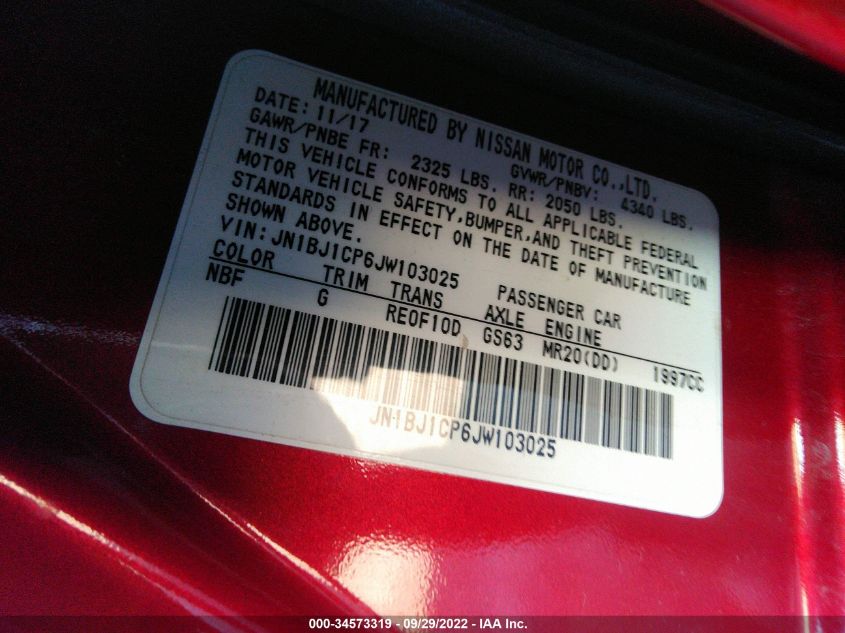 MANUFACTURED BY NISSAN MOTOR CO.,LTD.
DATE: 11/17 GVWR/PNBV: 4340 LBS.
GAWR/PNBE FR: 2325 LBS. RR: 2050 LBS.
THIS VEHICLE CONFORMS TO ALL APPLICABLE FEDERAL
MOTOR VEHICLE SAFETY,BUMPER,AND THEFT PREVENTION
STANDARDS IN EFFECT ON THE DATE OF MANUFACTURE
SHOWN ABOVE.
VIN:JN1BJ1CP6JW103025 PASSENGER CAR
COLOR TRIM TRANS AXLE ENGINE
NBF G RE0F10D GS63 MR20(DD) 1997CC
JN1BJ1CP6JW103025
000-34573319 | 09/29/2022 - IAA Inc.